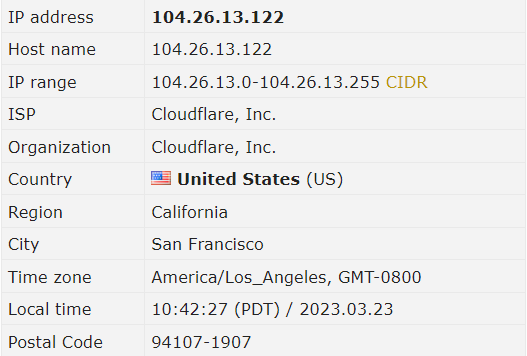 IP address 104.26.13.122
Host name 104.26.13.122
IP range 104.26.13.0-104.26.13.255 CIDR
ISP Cloudflare, Inc.
Organization Cloudflare, Inc.
Country United States (US)
Region California
City San Francisco
Time zone America/Los_Angeles, GMT-0800
Local time 10:42:27 (PDT) / 2023.03.23
Postal Code 94107-1907